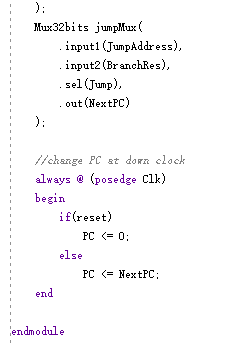 );
Mux32bits jumpMux(
.input1(JumpAddress),
.input2(BranchRes),
.sel(Jump),
.out(NextPC)
);
//change PC at down clock
always @ (posedge Clk)
begin
if(reset)
PC <= 0;
else
PC <= NextPC;
end
endmodule